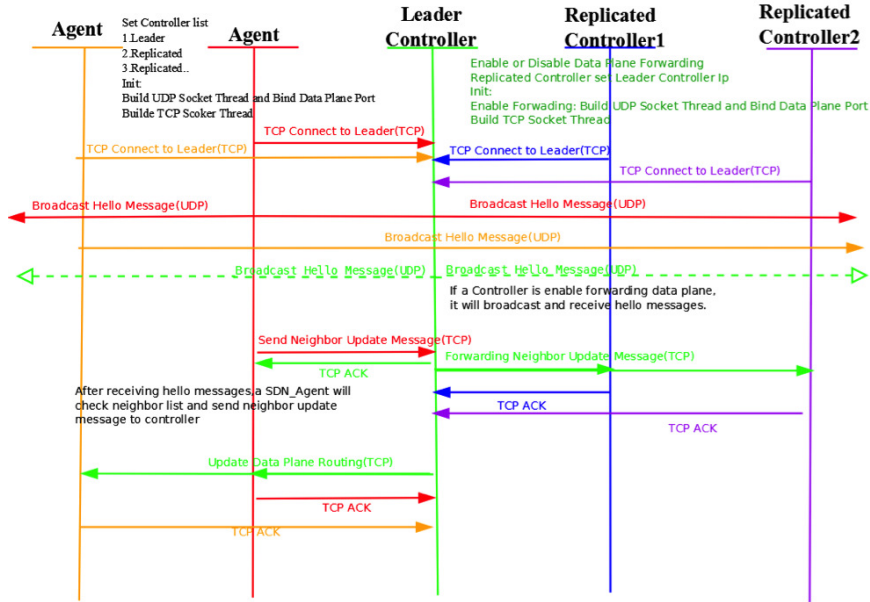 Agent
Set Controller list
1.Leader
2.Replicated
3.Replicated..
Init:
Build UDP Socket Thread and Bind Data Plane Port
Builde TCP Scoker Thread
Agent
Leader
Controller
Replicated
Controller1
Replicated
Controller2
Enable or Disable Data Plane Forwarding
Replicated Controller set Leader Controller Ip
Init:
Enable Forwading: Build UDP Socket Thread and Bind Data Plane Port
Build TCP Socket Thread
TCP Connect to Leader(TCP)
TCP Connect to Leader(TCP)
TCP Connect to Leader(TCP)
TCP Connect to Leader(TCP)
Broadcast Hello Message(UDP)
Broadcast Hello Message(UDP)
Broadcast Hello Message(UDP)
Broadcast Hello Message(UDP)
Broadcast Hello Message(UDP)
If a Controller is enable forwarding data plane,
it will broadcast and receive hello messages.
Send Neighbor Update Message(TCP)
TCP ACK
Forwarding Neighbor Update Message(TCP)
After receiving hello messages,a SDN_Agent will
check neighbor list and send neighbor update
message to controller
TCP ACK
TCP ACK
Update Data Plane Routing(TCP)
TCP ACK
TCP ACK